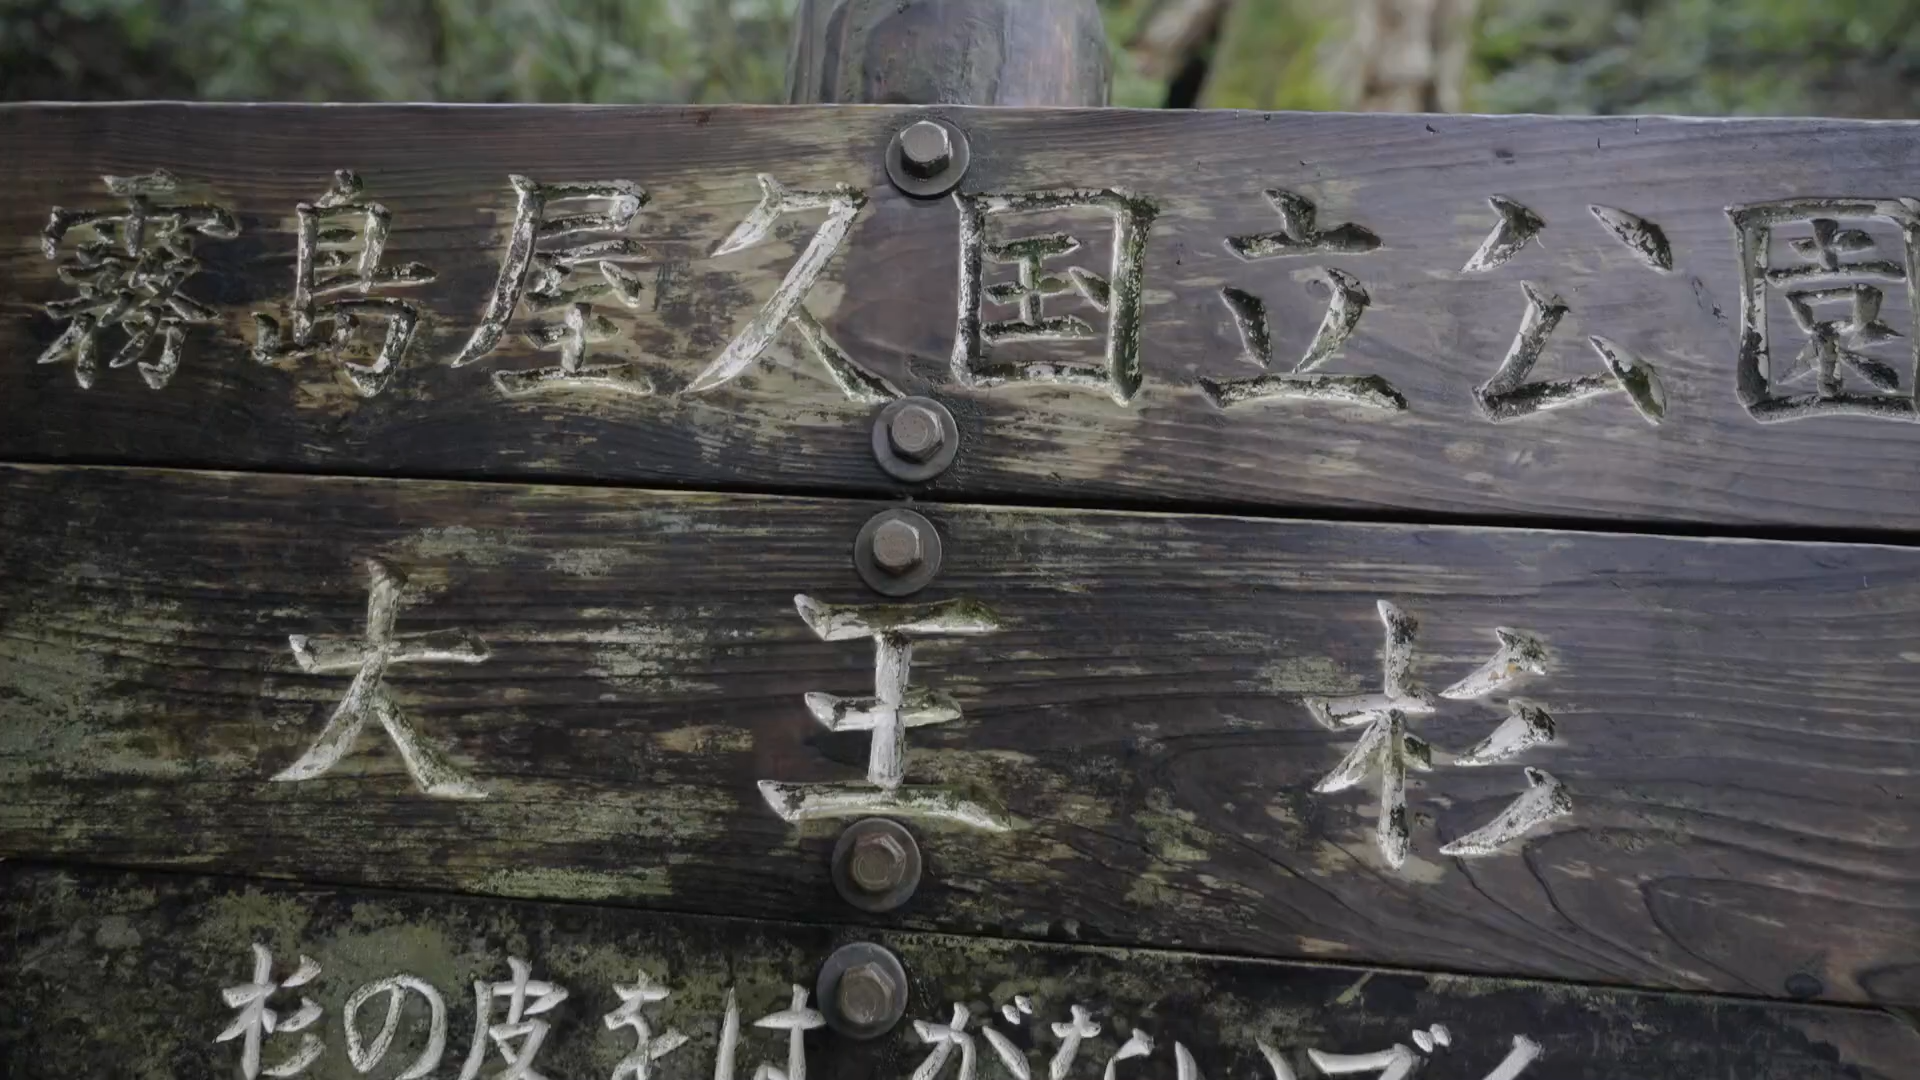 霧島屋久国立公園
大王杉
杉の皮をはがないでく